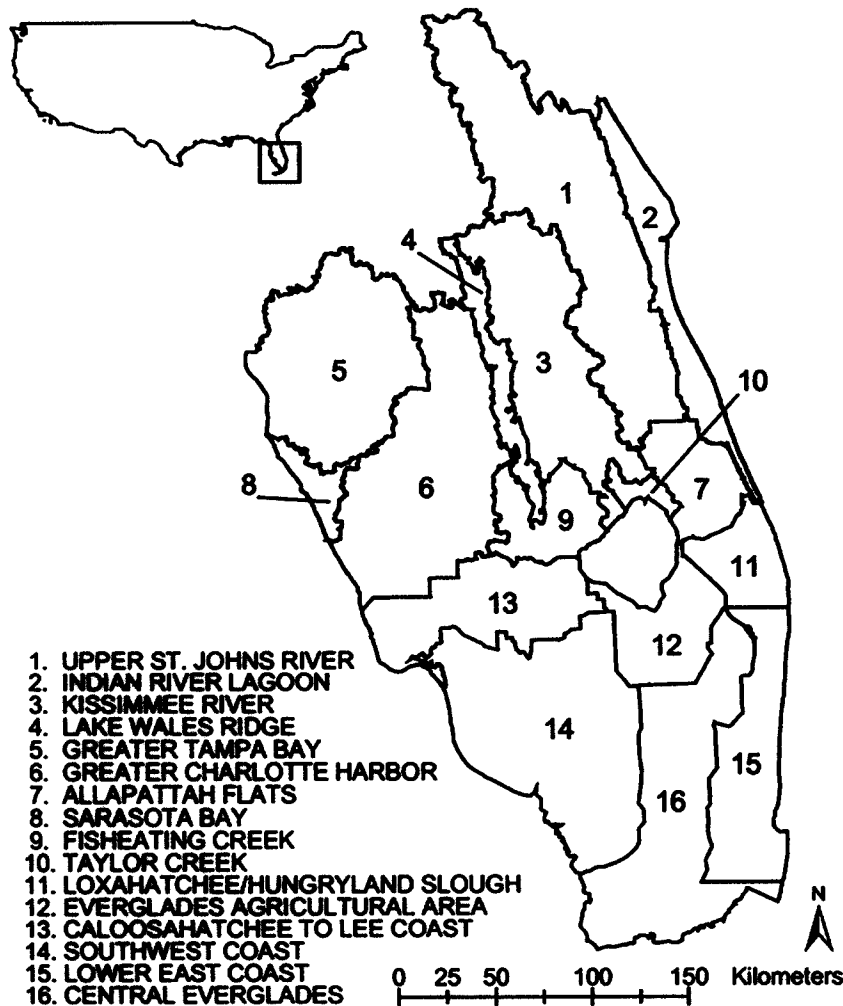 1
2
4
3
5
10
6
8
7
9
11
13
12
14
15
16
1. UPPER ST. JOHNS RIVER
2. INDIAN RIVER LAGOON
3. KISSIMMEE RIVER
4. LAKE WALES RIDGE
5. GREATER TAMPA BAY
6. GREATER CHARLOTTE HARBOR
7. ALLAPATTAH FLATS
8. SARASOTA BAY
9. FISHEATING CREEK
10. TAYLOR CREEK
11. LOXAHATCHEE/HUNGRYLAND SLOUGH
12. EVERGLADES AGRICULTURAL AREA
13. CALOOSAHATCHEE TO LEE COAST
14. SOUTHWEST COAST
15. LOWER EAST COAST
16. CENTRAL EVERGLADES
N
0 25 50 100 150 Kilometers